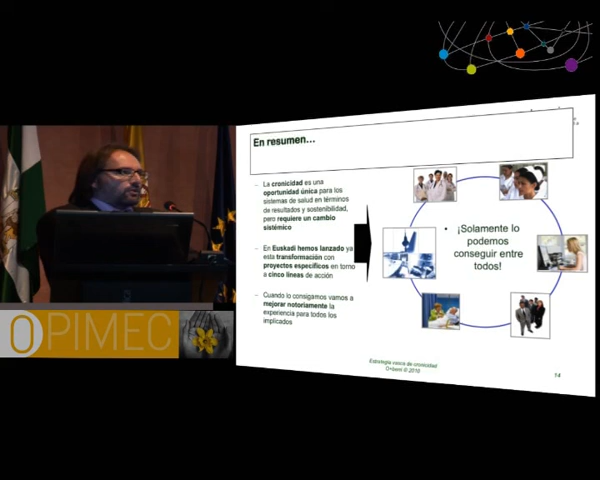 En resumen…
– La cronicidad es una
oportunidad única para los
sistemas de salud en términos
de resultados y sostenibilidad,
pero requiere un cambio
sistémico
– En Euskadi hemos lanzado ya
esta transformación con
proyectos específicos en torno
a cinco líneas de acción
– Cuando lo consigamos vamos a
mejorar notoriamente la
experiencia para todos los
implicados
• ¡Solamente lo
podemos
conseguir entre
todos!
Estrategia vasca de cronicidad
14
OPIMEC